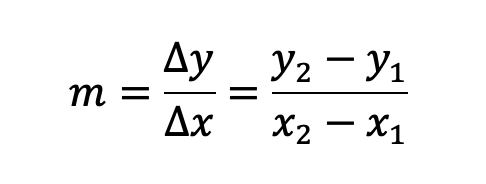 m = Δy/Δx = (y₂ − y₁)/(x₂ − x₁)